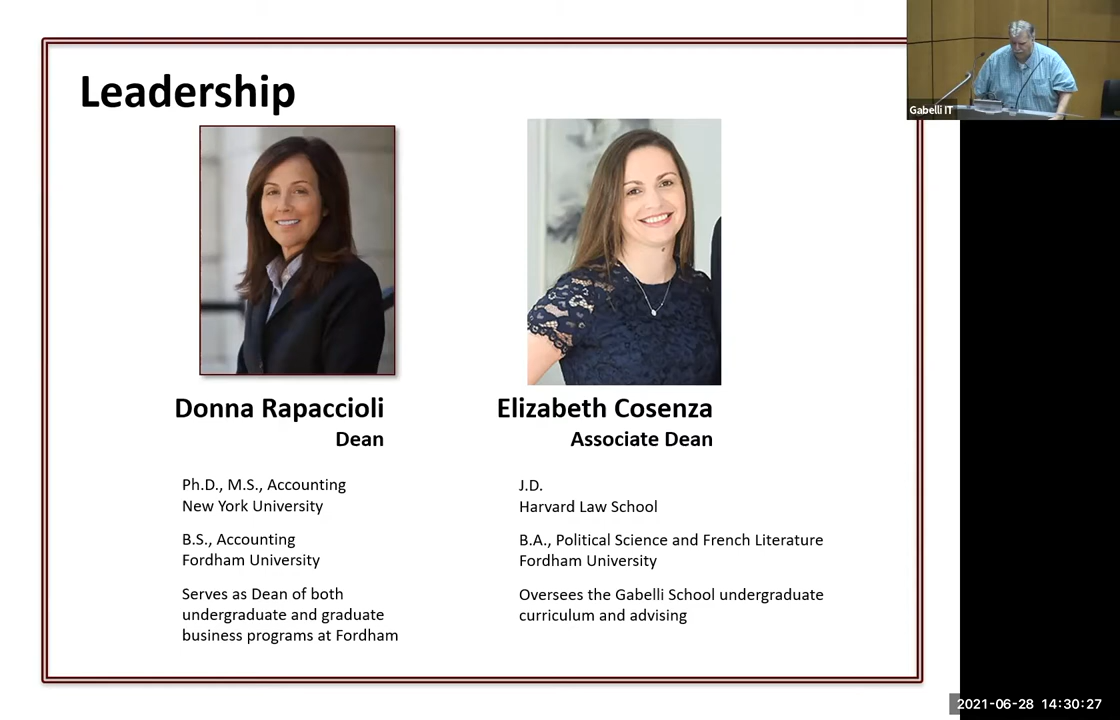 Leadership
Gabelli IT
Donna Rapaccioli
Dean
Ph.D., M.S., Accounting
New York University
B.S., Accounting
Fordham University
Serves as Dean of both
undergraduate and graduate
business programs at Fordham
Elizabeth Cosenza
Associate Dean
J.D.
Harvard Law School
B.A., Political Science and French Literature
Fordham University
Oversees the Gabelli School undergraduate
curriculum and advising
2021-06-28 14:30:27